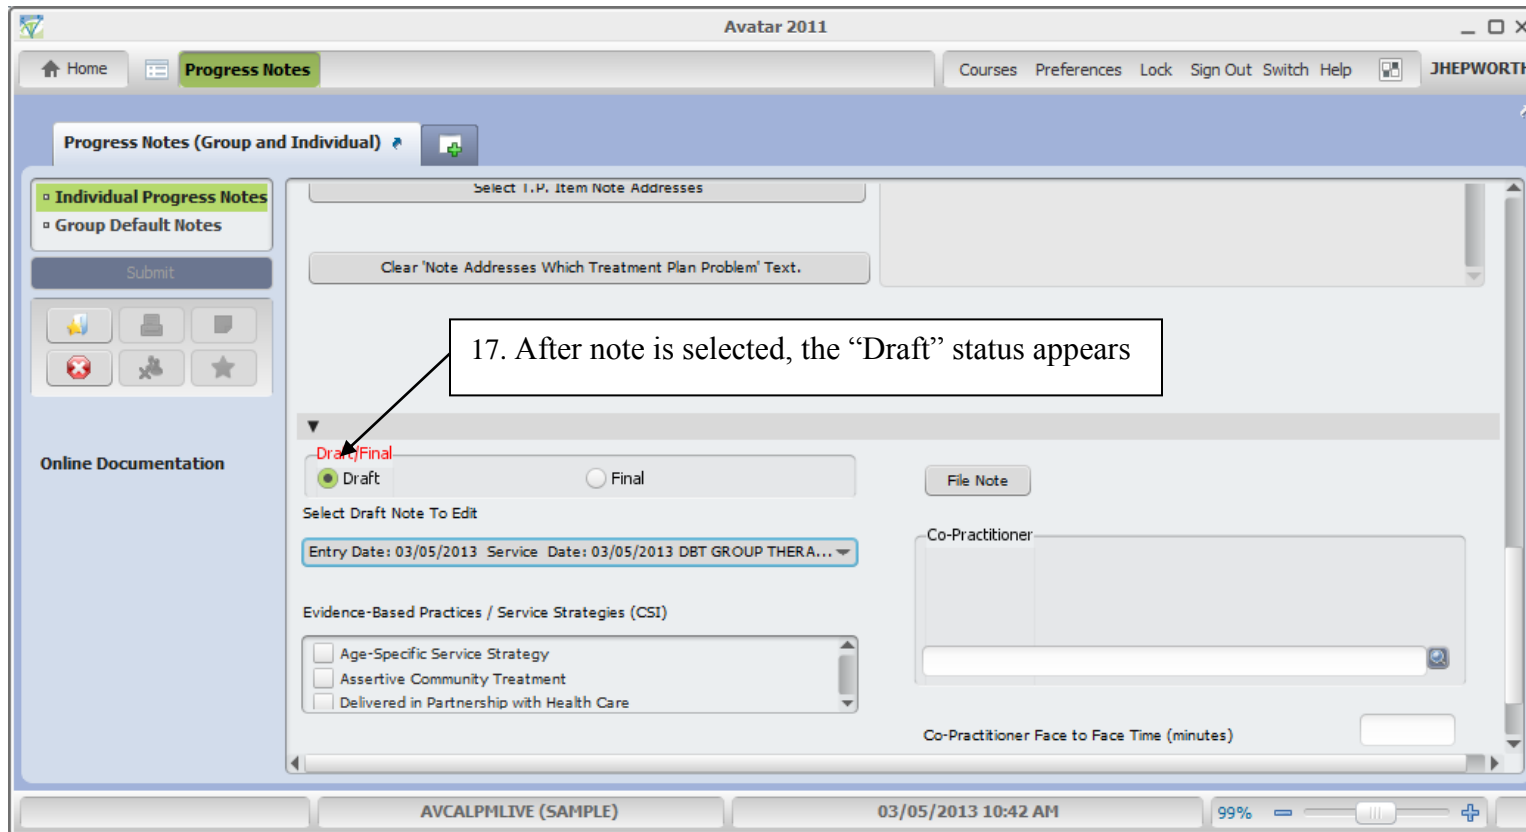 Avatar 2011
Home
Progress Notes
Courses Preferences Lock Sign Out Switch Help
JHEPWORTH
Progress Notes (Group and Individual)
Individual Progress Notes
Group Default Notes
Submit
Online Documentation
Select T.P. Item Note Addresses
Clear 'Note Addresses Which Treatment Plan Problem' Text.
17. After note is selected, the “Draft” status appears
Draft/Final
Draft
Final
File Note
Select Draft Note To Edit
Entry Date: 03/05/2013 Service Date: 03/05/2013 DBT GROUP THERA...
Co-Practitioner
Evidence-Based Practices / Service Strategies (CSI)
Age-Specific Service Strategy
Assertive Community Treatment
Delivered in Partnership with Health Care
Co-Practitioner Face to Face Time (minutes)
AVCALPMLIVE (SAMPLE)
03/05/2013 10:42 AM
99%